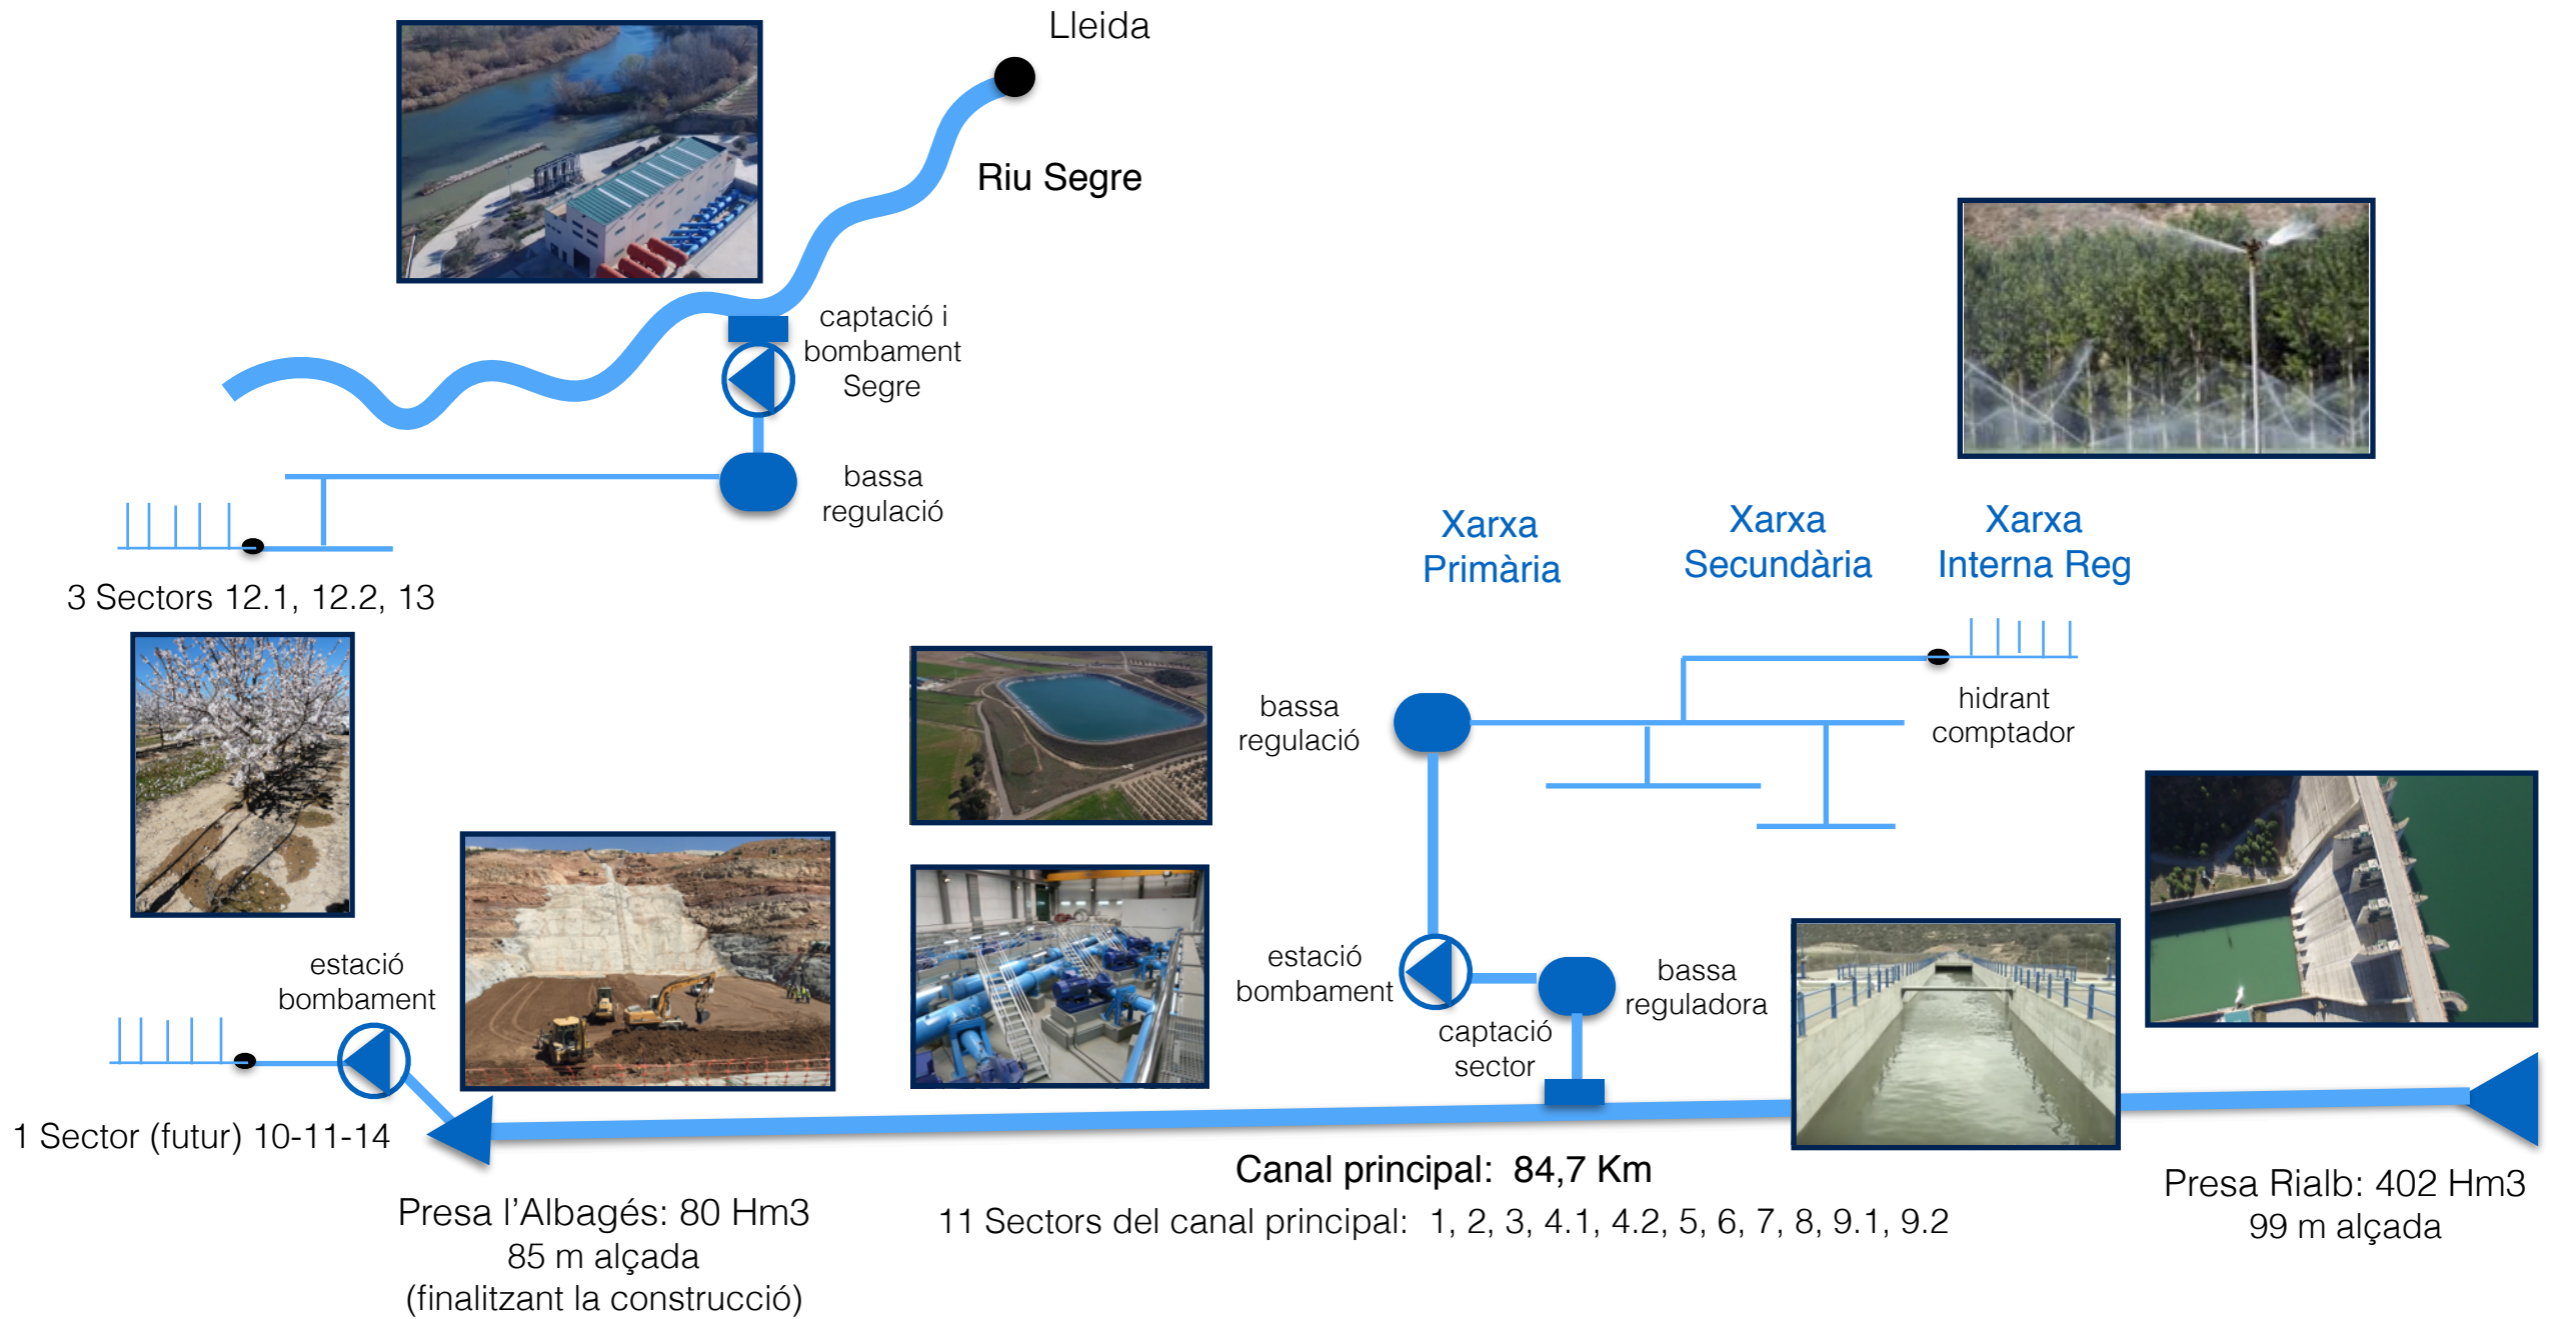 Lleida
Riu Segre
captació i
bombament
Segre
bassa
regulació
3 Sectors 12.1, 12.2, 13
Xarxa
Primària
Xarxa
Secundària
Xarxa
Interna Reg
bassa
regulació
hidrant
comptador
estació
bombament
estació
bombament
bassa
reguladora
captació
sector
1 Sector (futur) 10-11-14
Canal principal: 84,7 Km
11 Sectors del canal principal: 1, 2, 3, 4.1, 4.2, 5, 6, 7, 8, 9.1, 9.2
Presa l’Albagés: 80 Hm3
85 m alçada
(finalitzant la construcció)
Presa Rialb: 402 Hm3
99 m alçada